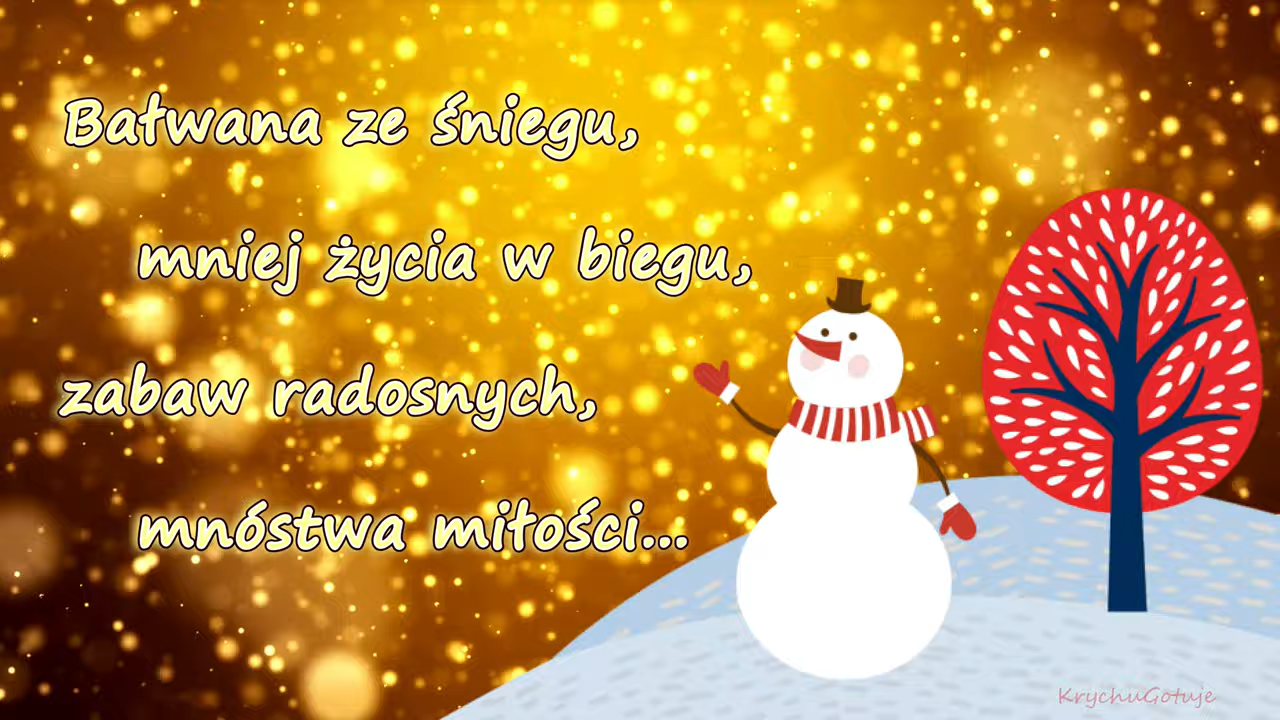 Bałwana ze śniegu,
mniej życia w biegu,
zabaw radosnych,
mnóstwa miłości...
KrychuGotuje